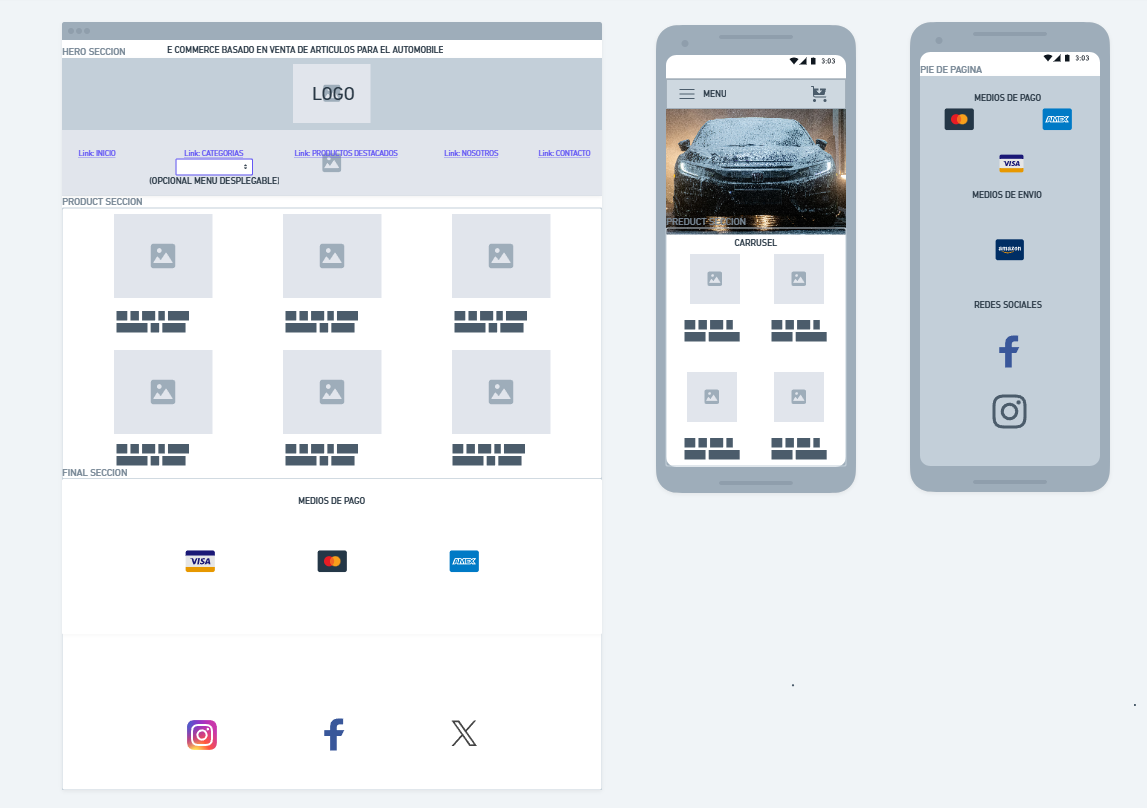 HERO SECCION
E COMMERCE BASADO EN VENTA DE ARTICULOS PARA EL AUTOMOBILE
LOGO
Link: INICIO
Link: CATEGORIAS
Link: PRODUCTOS DESTACADOS
Link: NOSOTROS
Link: CONTACTO
(OPCIONAL MENU DESPLEGABLE)
PRODUCT SECCION
FINAL SECCION
MEDIOS DE PAGO
VISA
AMEX
3:03
MENU
PREDUCT SECCION
CARRUSEL
3:03
PIE DE PAGINA
MEDIOS DE PAGO
AMEX
VISA
MEDIOS DE ENVIO
amazon
REDES SOCIALES